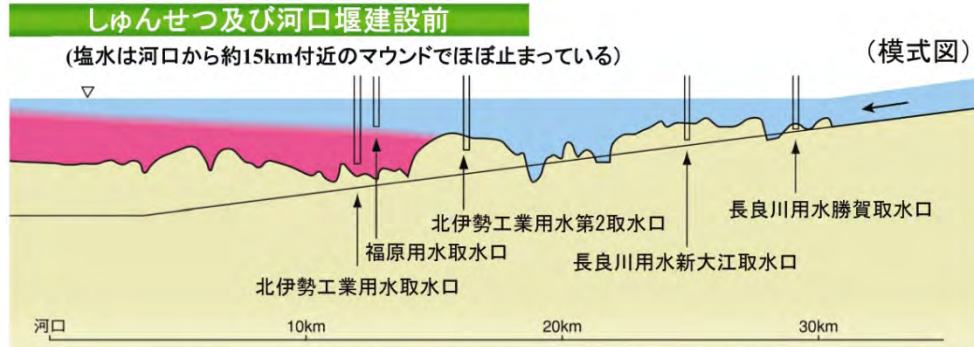 しゅんせつ及び河口堰建設前
(塩水は河口から約15km付近のマウンドでほぼ止まっている)
(模式図)
北伊勢工業用水第2取水口
長良川用水勝賀取水口
福原用水取水口
長良川用水新大江取水口
北伊勢工業用水取水口
河口
10km
20km
30km